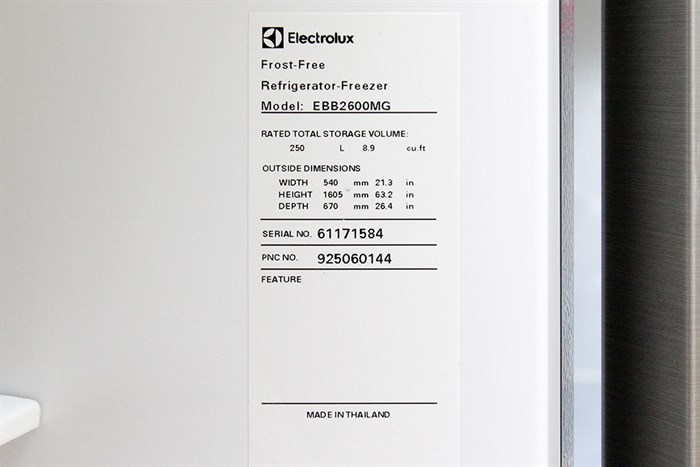 Electrolux
Frost-Free
Refrigerator-Freezer
Model: EBB2600MG
RATED TOTAL STORAGE VOLUME:
250 L 8.9 cu.ft
OUTSIDE DIMENSIONS
WIDTH 540 mm 21.3 in
HEIGHT 1605 mm 63.2 in
DEPTH 670 mm 26.4 in
SERIAL NO. 61171584
PNC NO. 925060144
FEATURE
MADE IN THAILAND